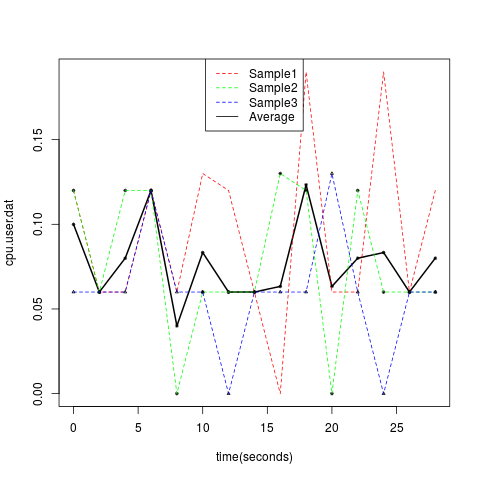 Sample1
Sample2
Sample3
Average
cpu.user.dat
0.15
0.10
0.05
0.00
0 5 10 15 20 25
time(seconds)